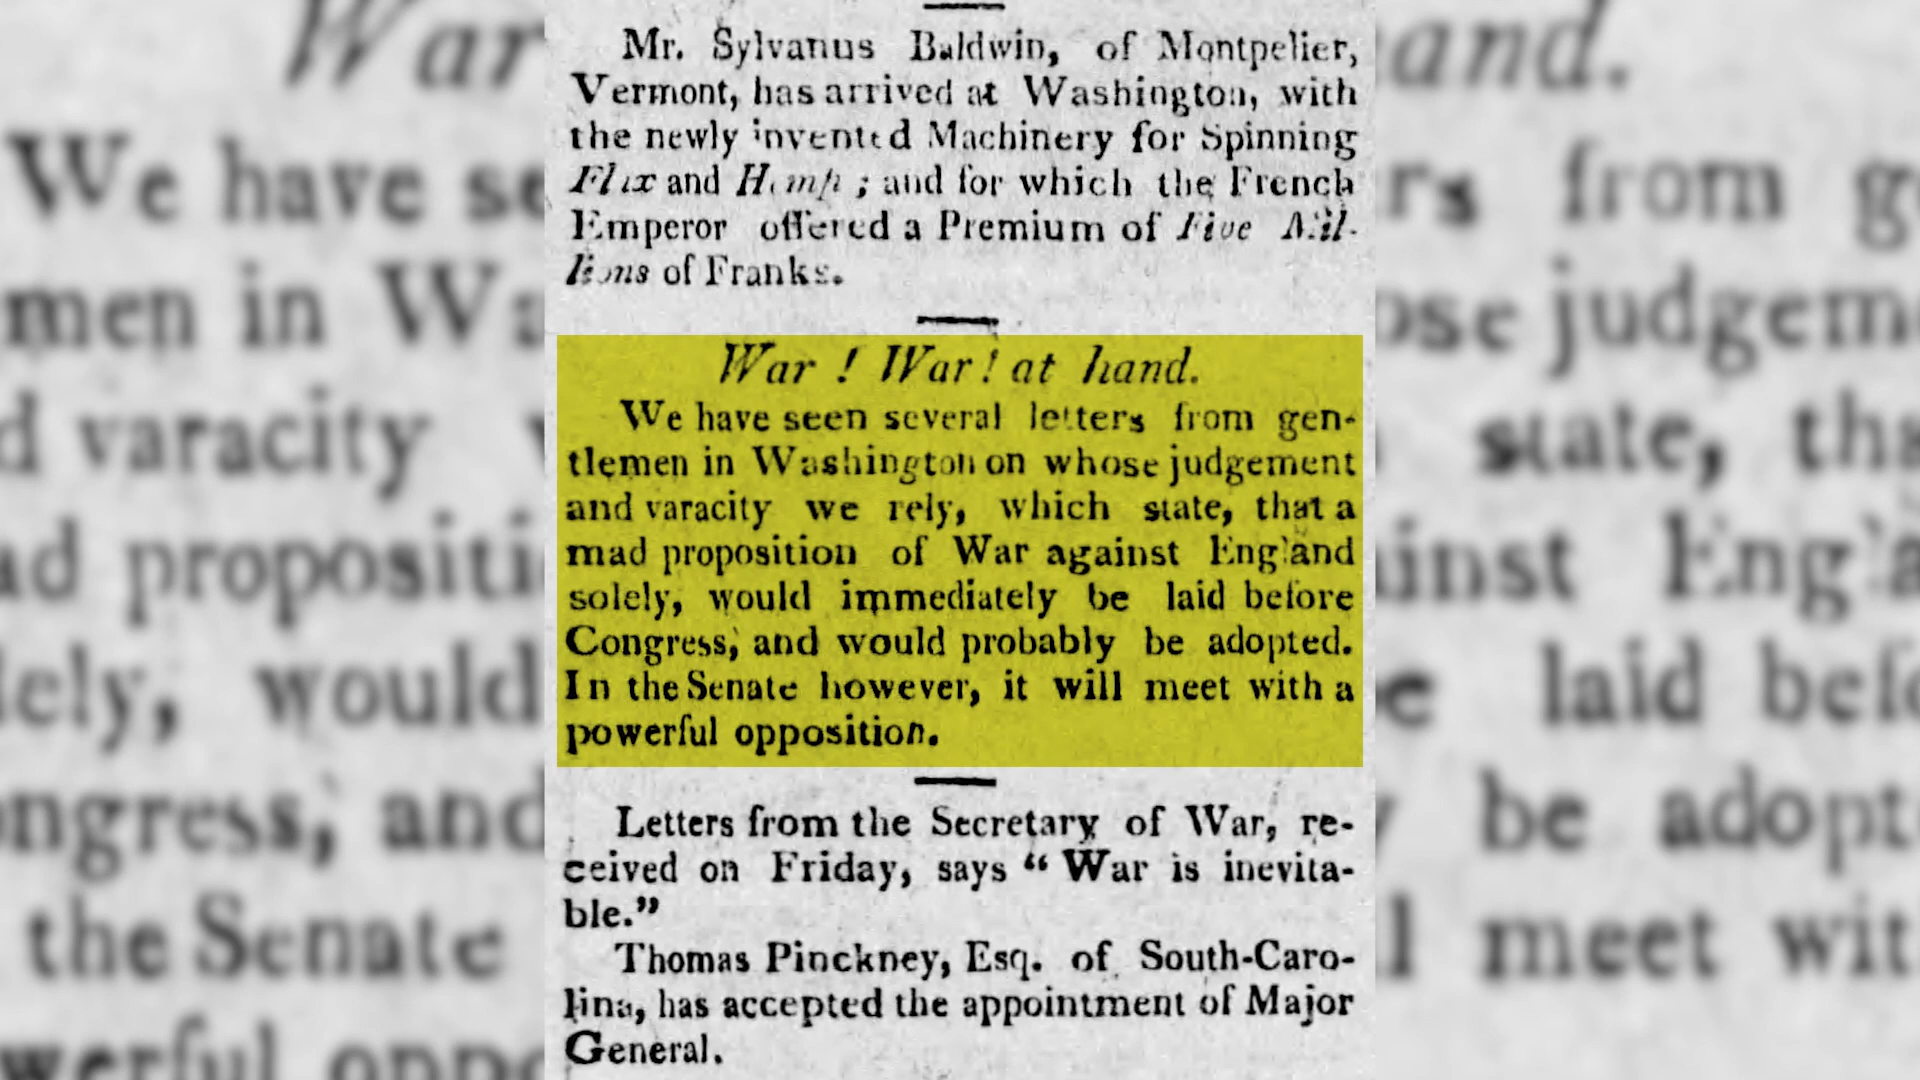 Mr. Sylvanus Baldwin, of Montpelier,
Vermont, has arrived at Washington, with
the newly invented Machinery for Spinning
Flax and Hemp; and for which the French
Emperor offered a Premium of Five Mil-
lions of Franks.
War! War! at hand.
We have seen several letters from gen-
tlemen in Washington on whose judgement
and varacity we rely, which state, that a
mad proposition of War against England
solely, would immediately be laid before
Congress, and would probably be adopted.
In the Senate however, it will meet with a
powerful opposition.
Letters from the Secretary of War, re-
ceived on Friday, says "War is inevita-
ble."
Thomas Pinckney, Esq. of South-Caro-
lina, has accepted the appointment of Major
General.